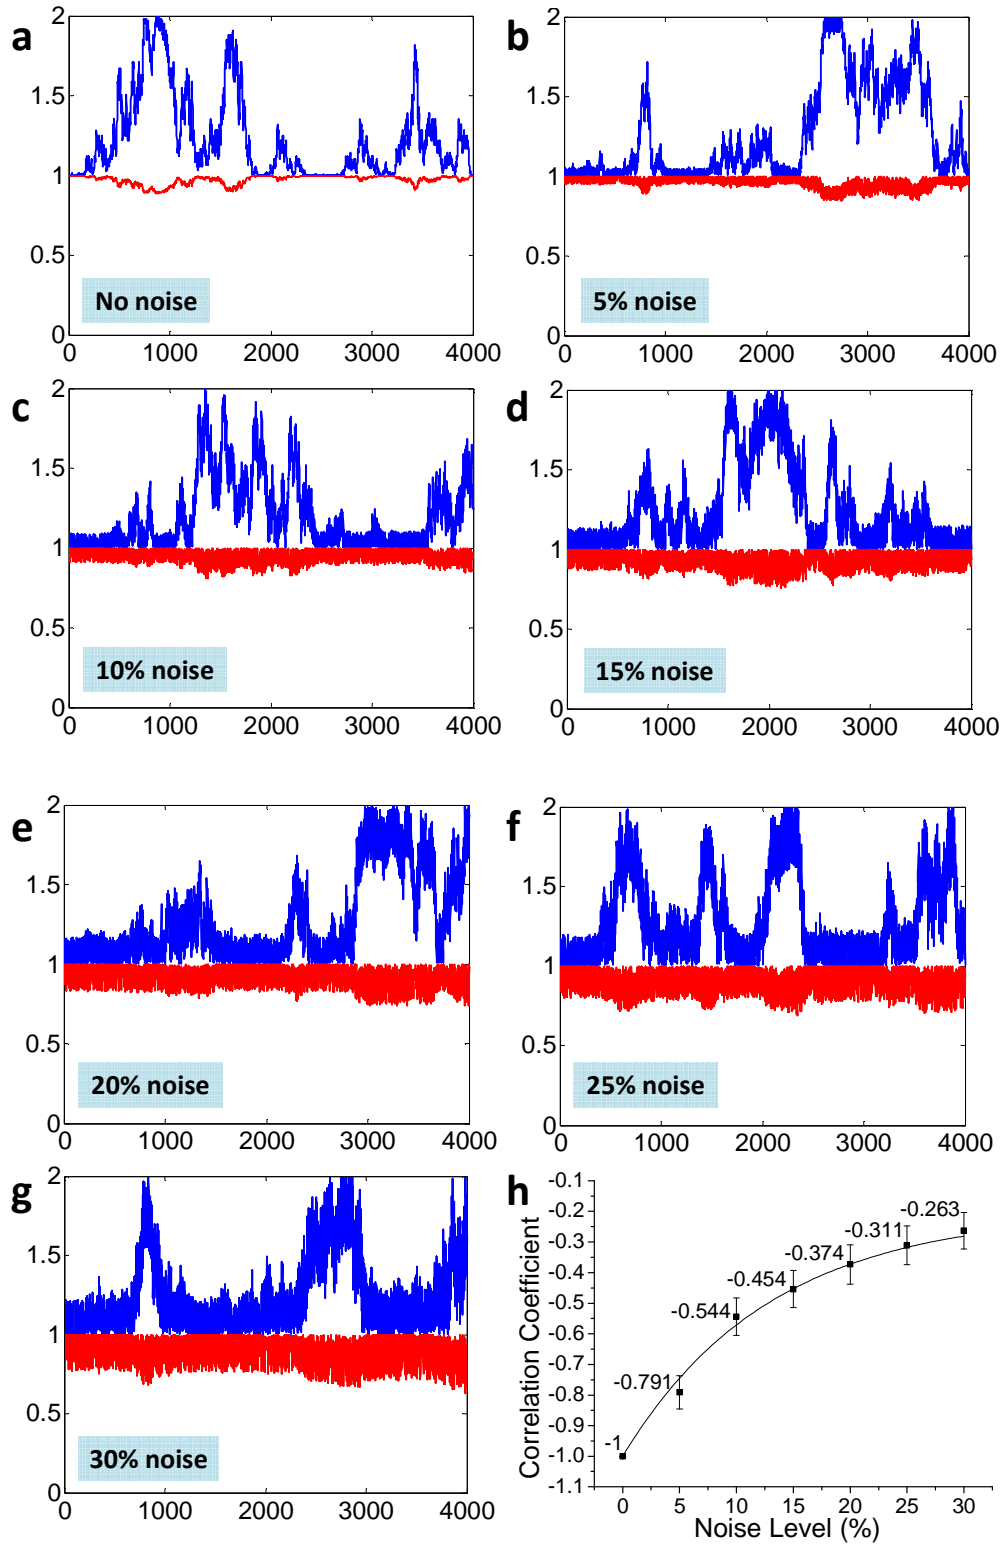 a
2
1.5
1
0.5
0
No noise
0 1000 2000 3000 4000
b
2
1.5
1
0.5
0
5% noise
0 1000 2000 3000 4000
c
2
1.5
1
0.5
0
10% noise
0 1000 2000 3000 4000
d
2
1.5
1
0.5
0
15% noise
0 1000 2000 3000 4000
e
2
1.5
1
0.5
0
20% noise
0 1000 2000 3000 4000
f
2
1.5
1
0.5
0
25% noise
0 1000 2000 3000 4000
g
2
1.5
1
0.5
0
30% noise
0 1000 2000 3000 4000
h
Correlation Coefficient
-0.1
-0.2
-0.3
-0.4
-0.5
-0.6
-0.7
-0.8
-0.9
-1.0
-1.1
-1
-0.791
-0.544
-0.454
-0.374
-0.311
-0.263
0 5 10 15 20 25 30
Noise Level (%)